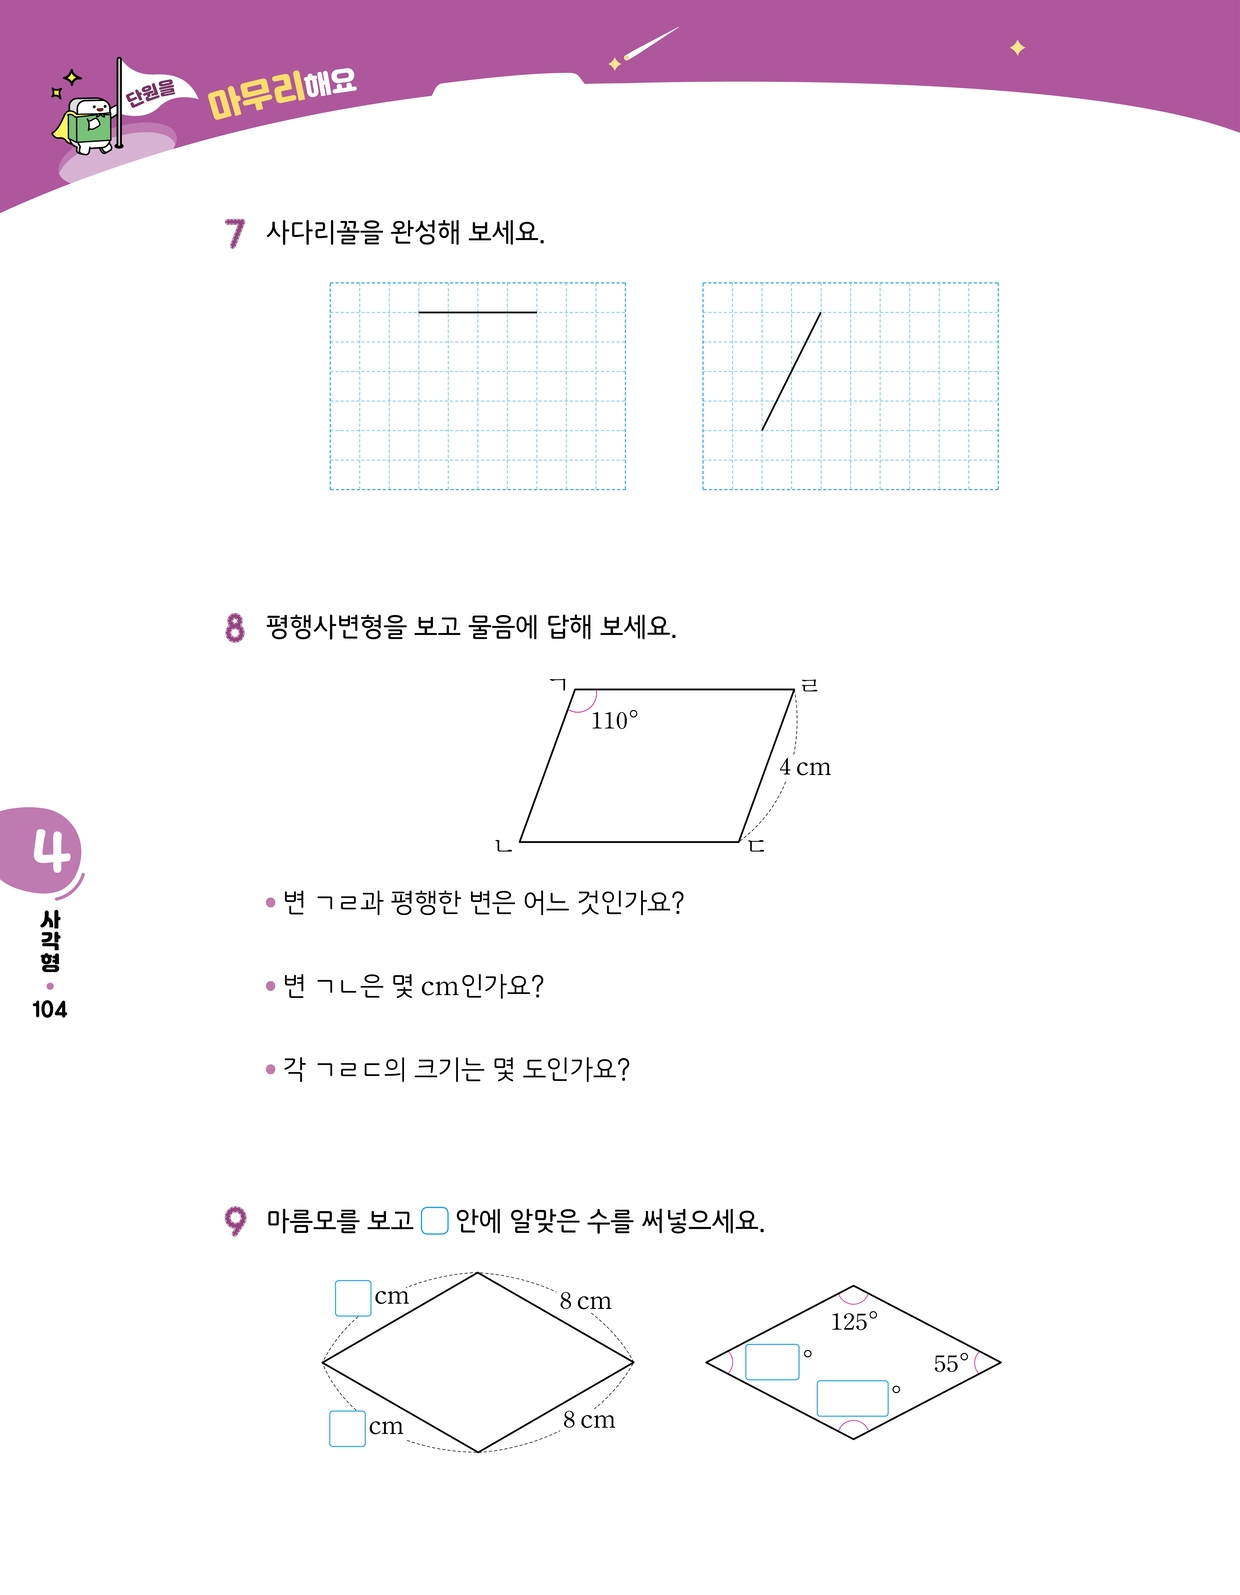 단원을 마무리해요
7 사다리꼴을 완성해 보세요.
8 평행사변형을 보고 물음에 답해 보세요.
ㄱ ㄹ
110°
4 cm
ㄴ ㄷ
• 변 ㄱㄹ과 평행한 변은 어느 것인가요?
• 변 ㄱㄴ은 몇 cm인가요?
• 각 ㄱㄹㄷ의 크기는 몇 도인가요?
4
사각형
•
104
9 마름모를 보고 □ 안에 알맞은 수를 써넣으세요.
□ cm 8 cm
□ cm 8 cm
125°
□° 55°
□°